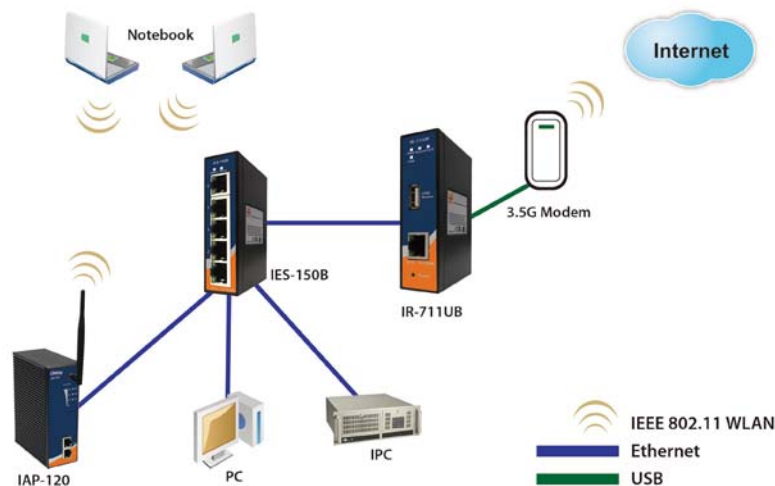 Notebook
Internet
3.5G Modem
IES-150B
IR-711UB
IAP-120
PC
IPC
IEEE 802.11 WLAN
Ethernet
USB